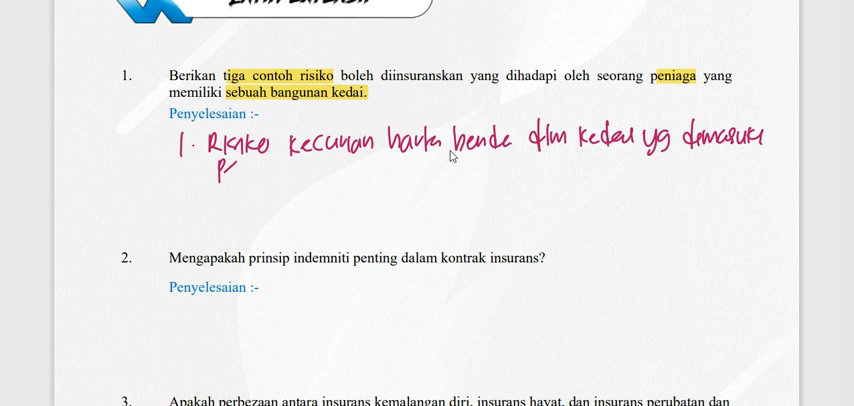 1. Berikan tiga contoh risiko boleh diinsuranskan yang dihadapi oleh seorang peniaga yang
memiliki sebuah bangunan kedai.
Penyelesaian :-
1. Risiko kecurian harta benda dlm kedai yg dimasuki
P
2. Mengapakah prinsip indemniti penting dalam kontrak insurans?
Penyelesaian :-
3. Apakah perbezaan antara insurans kemalangan diri, insurans hayat, dan insurans perubatan dan